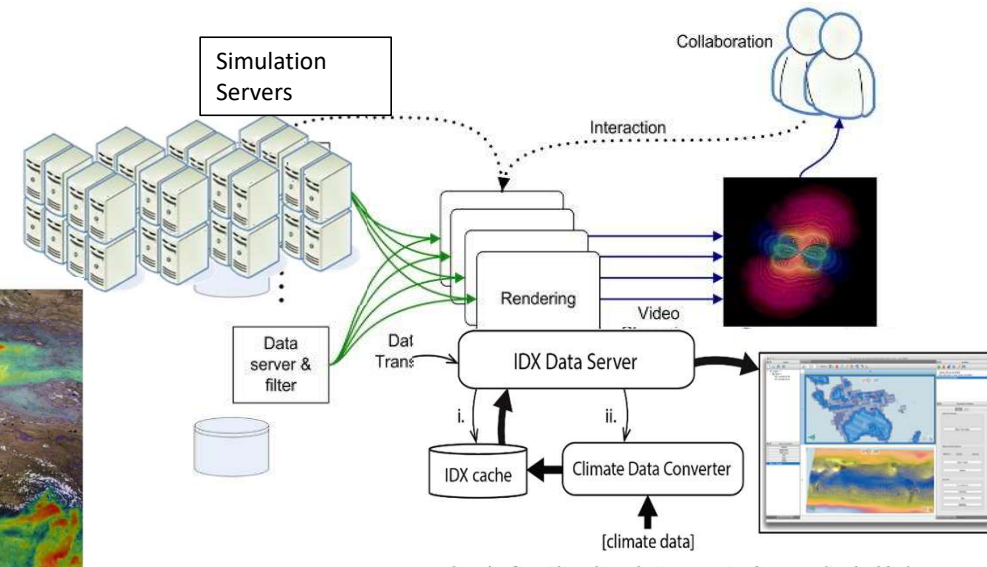 Simulation
Servers
Collaboration
Interaction
Rendering
Video
Data
server &
filter
Dat
Trans
IDX Data Server
i.
ii.
IDX cache
Climate Data Converter
[climate data]